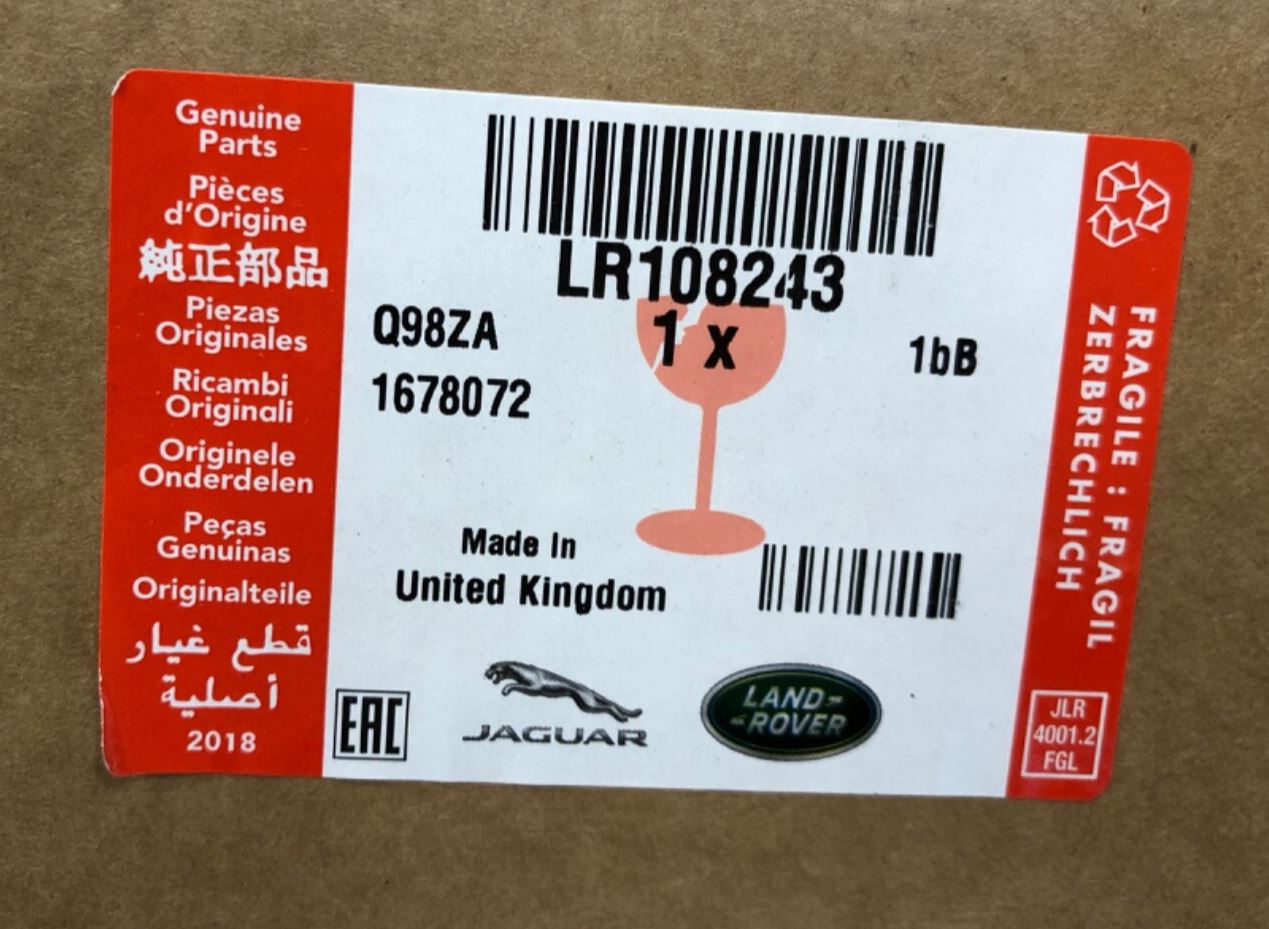 Genuine
Parts
Pièces
d'Origine
純正部品
Piezas
Originales
Ricambi
Originali
Originele
Onderdelen
Peças
Genuinas
Originalteile
قطع غيار
أصلية
2018
LR108243
Q98ZA
1 x
1bB
1678072
Made In
United Kingdom
EAC
JAGUAR
LAND-
-ROVER
FRAGILE : FRAGIL
ZERBRECHLICH
JLR
4001.2
FGL